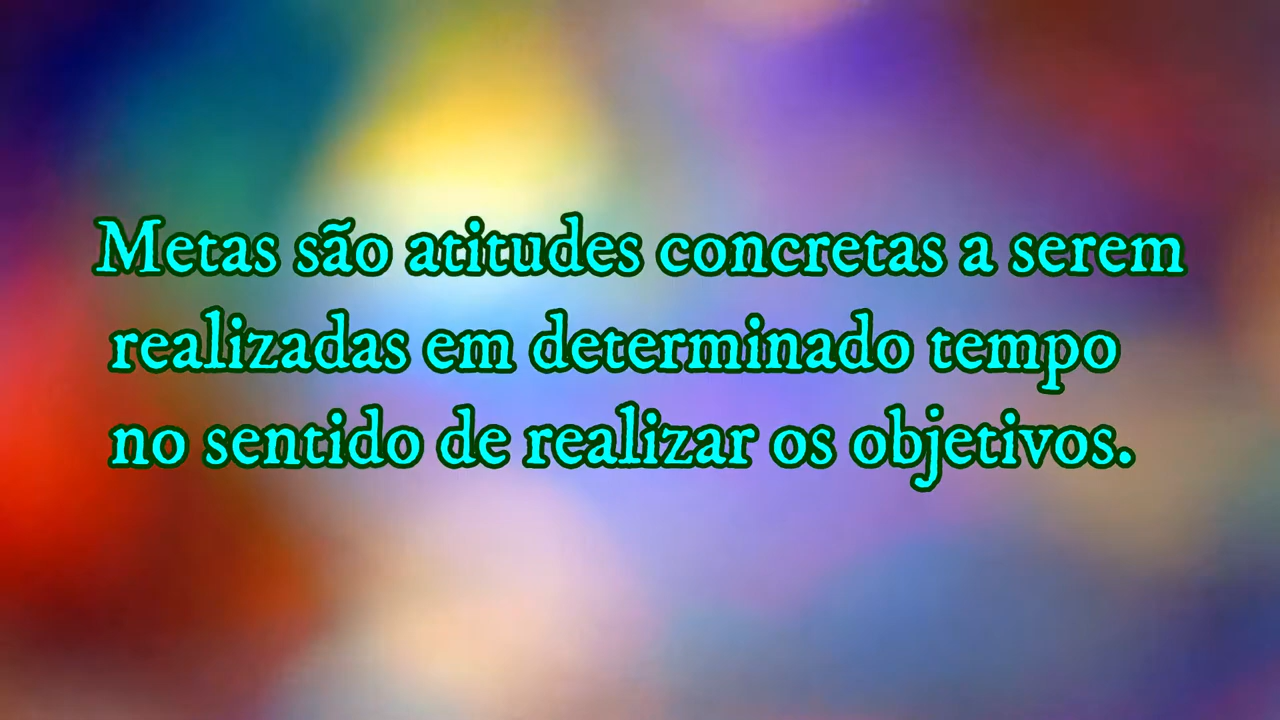 Metas são atitudes concretas a serem
realizadas em determinado tempo
no sentido de realizar os objetivos.